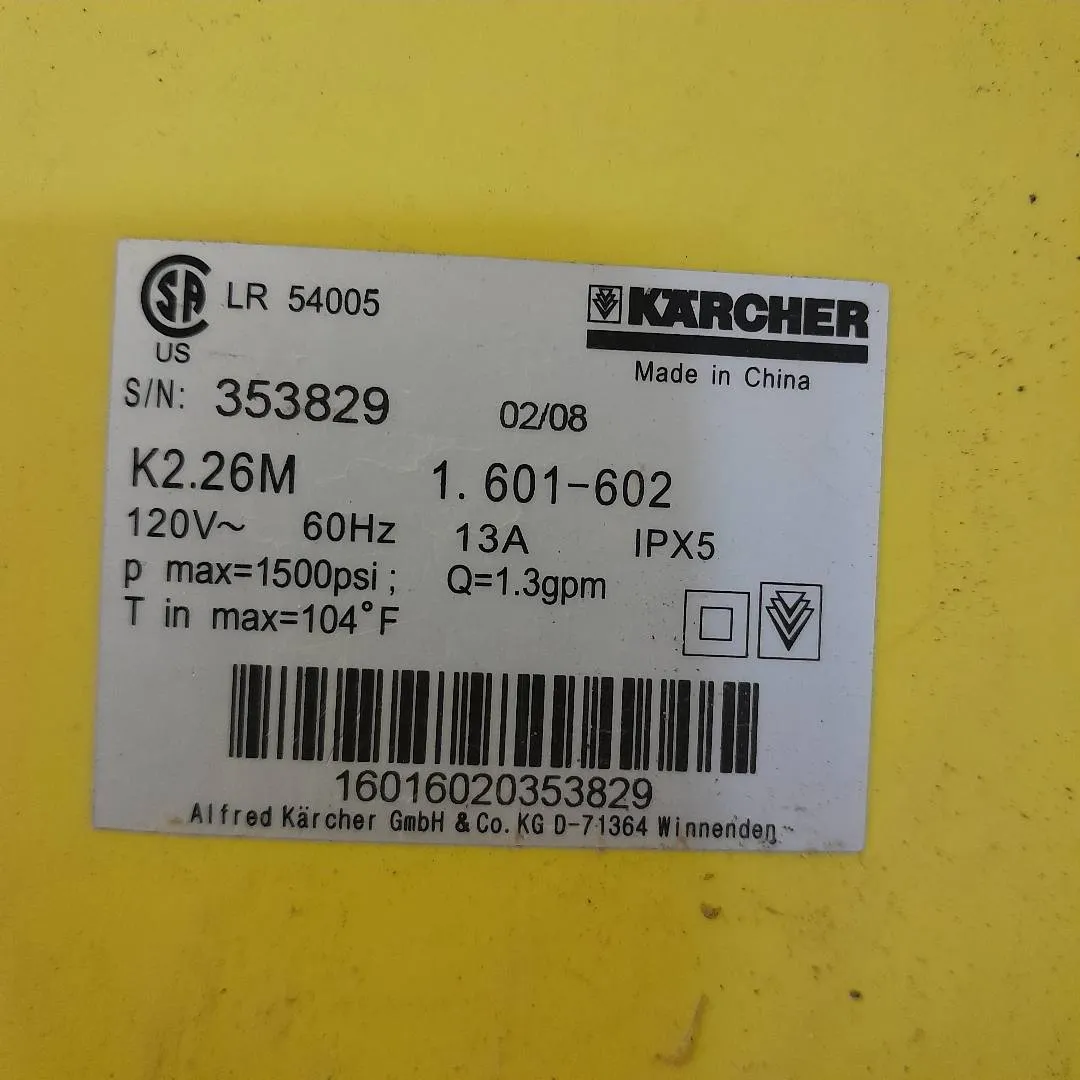 SA LR 54005
US
KÄRCHER
Made in China
S/N: 353829 02/08
K2.26M 1. 601-602
120V~ 60Hz 13A IPX5
p max=1500psi; Q=1.3gpm
T in max=104°F
16016020353829
Alfred Kärcher GmbH & Co. KG D-71364 Winnenden